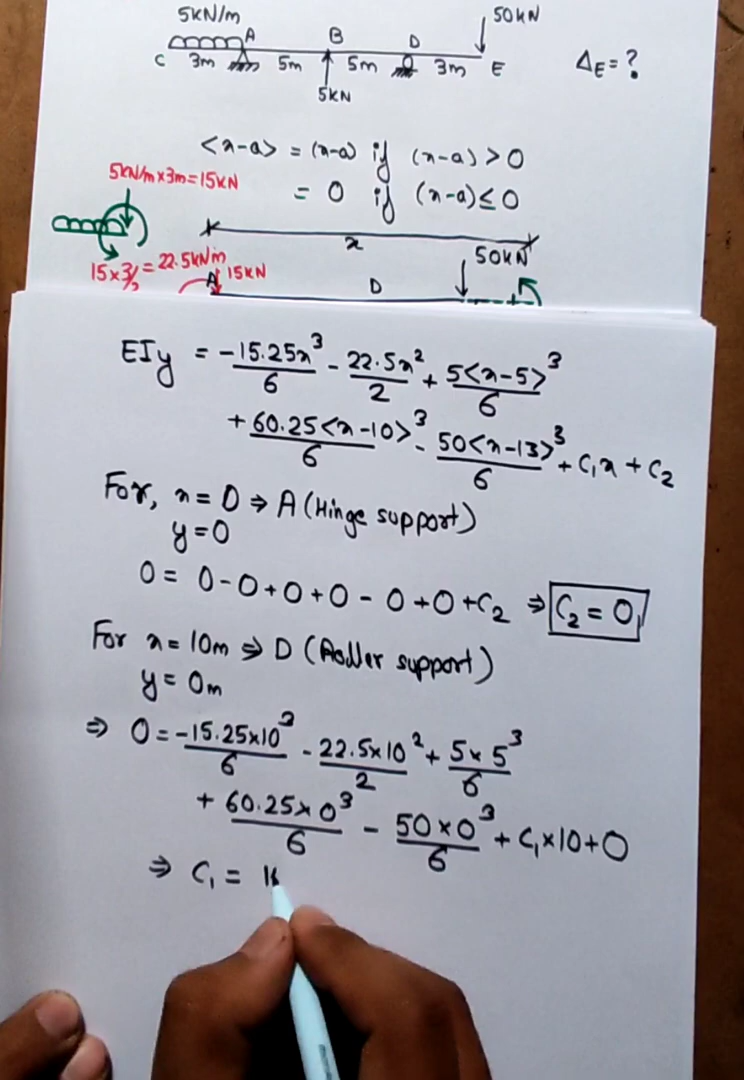 5kN/m
50kN
A
B
D
C 3m 5m 5m 3m E
5kN
Δ_E = ?
<x-a> = (x-a) if (x-a) > 0
= 0 if (x-a) ≤ 0
5kN/m×3m=15kN
x
15×3/2 = 22.5kNm
A
15kN
D
50kN
EIy = -15.25x³/6 - 22.5x²/2 + 5<x-5>³/6
+ 60.25<x-10>³/6 - 50<x-13>³/6 + C₁x + C₂
For, x = 0 ⇒ A (Hinge support)
y = 0
0 = 0 - 0 + 0 + 0 - 0 + 0 + C₂ ⇒ C₂ = 0
For x = 10m ⇒ D (Roller support)
y = 0m
⇒ 0 = -15.25×10³/6 - 22.5×10²/2 + 5×5³/6
+ 60.25×0³/6 - 50×0³/6 + C₁×10 + 0
⇒ C₁ =